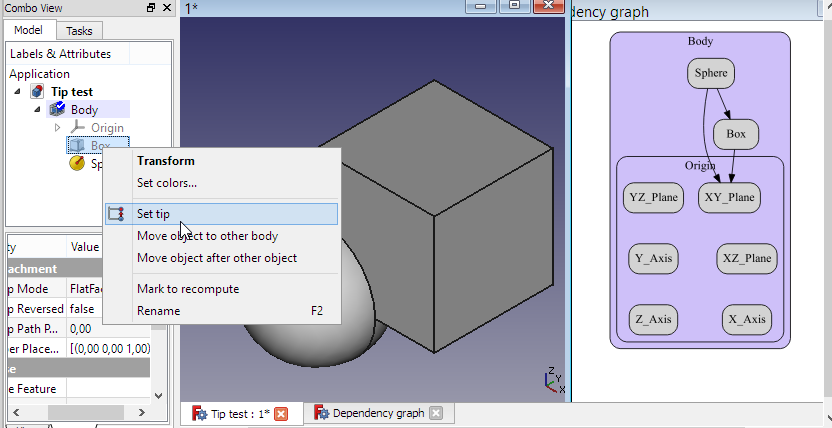 Combo View
Model
Tasks
Labels & Attributes
Application
Tip test
Body
Origin
Box
Sp
Transform
Set colors...
Set tip
Move object to other body
Move object after other object
Mark to recompute
Rename F2
ty Value
achment
p Mode FlatFac
p Reversed false
p Path P... 0,00
er Place... [(0,00 0,00 1,00)
se
e Feature
1*
Z
Y
X
Tip test : 1*
Dependency graph
dency graph
Body
Sphere
Box
Origin
YZ_Plane XY_Plane
Y_Axis XZ_Plane
Z_Axis X_Axis